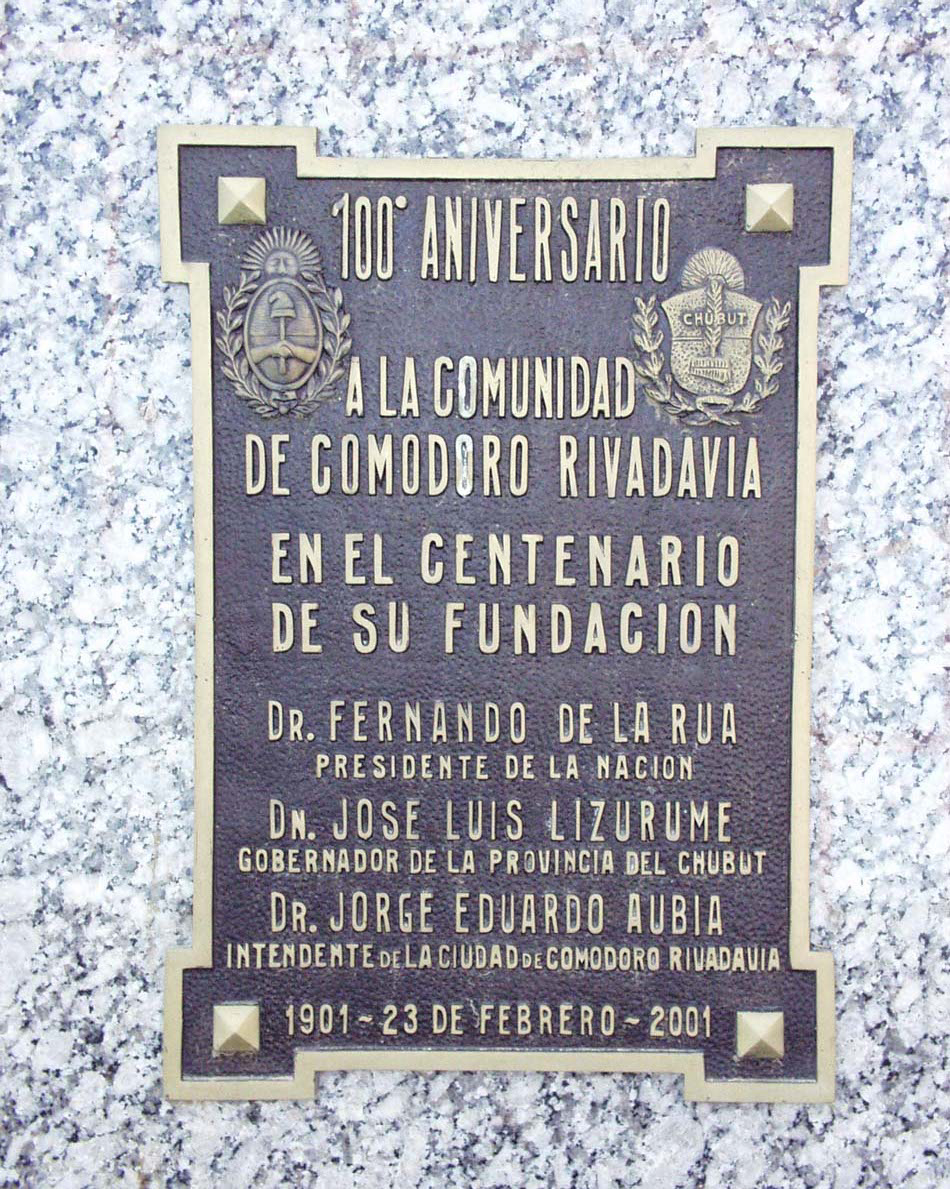 100° ANIVERSARIO
CHUBUT
A LA COMUNIDAD
DE COMODORO RIVADAVIA
EN EL CENTENARIO
DE SU FUNDACION
DR. FERNANDO DE LA RUA
PRESIDENTE DE LA NACION
DN. JOSE LUIS LIZURUME
GOBERNADOR DE LA PROVINCIA DEL CHUBUT
DR. JORGE EDUARDO AUBIA
INTENDENTE DE LA CIUDAD DE COMODORO RIVADAVIA
1901 ~ 23 DE FEBRERO ~ 2001